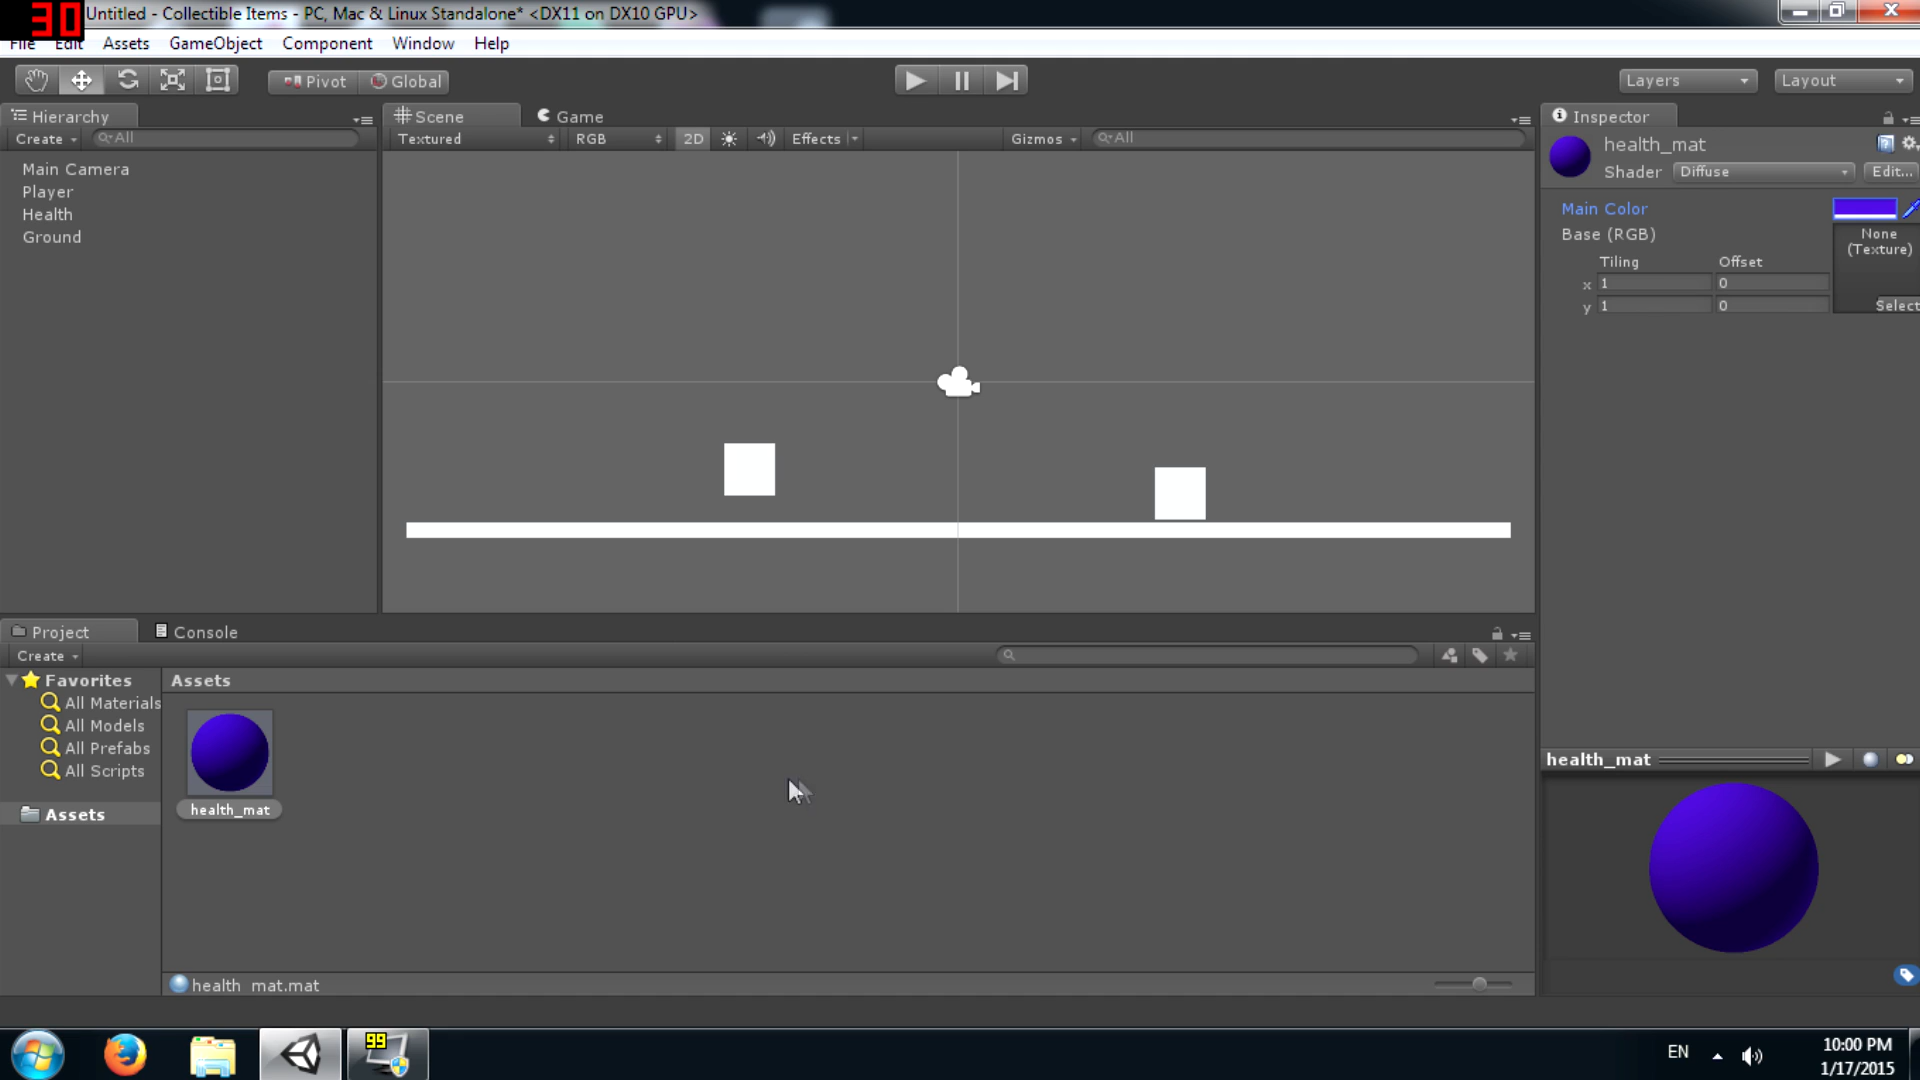 30
Untitled - Collectible Items - PC, Mac & Linux Standalone* <DX11 on DX10 GPU>
File Edit Assets GameObject Component Window Help
Pivot Global
Layers Layout
Hierarchy
Create All
Main Camera
Player
Health
Ground
Scene Game
Textured RGB 2D Effects Gizmos All
Inspector
health_mat
Shader Diffuse Edit...
Main Color
Base (RGB)
None
(Texture)
Tiling Offset
x 1 0
y 1 0
Select
Project Console
Create
Favorites
All Materials
All Models
All Prefabs
All Scripts
Assets
Assets
health_mat
health_mat.mat
health_mat
99
EN
10:00 PM
1/17/2015